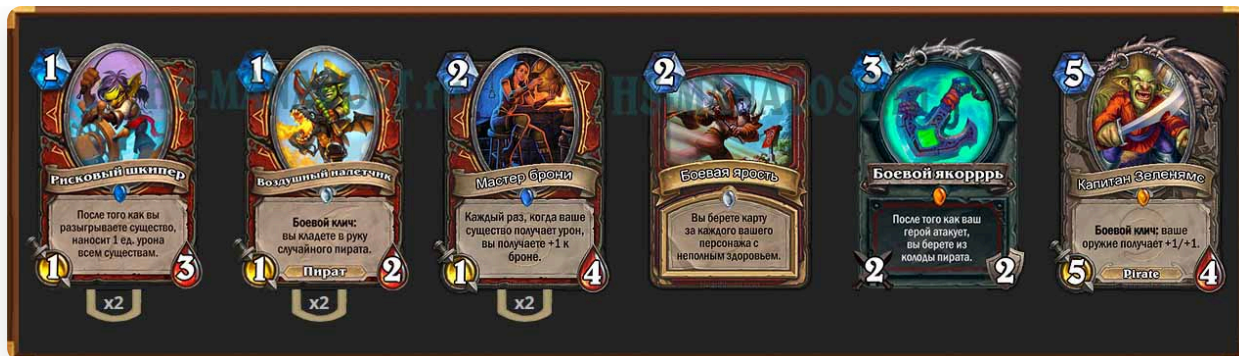 1
Рисковый шкипер
После того как вы
разыгрываете существо,
наносит 1 ед. урона
всем существам.
1
3
x2
1
Воздушный налетчик
Боевой клич:
вы кладете в руку
случайного пирата.
1
Пират
2
x2
2
Мастер брони
Каждый раз, когда ваше
существо получает урон,
вы получаете +1 к
броне.
1
4
x2
2
Боевая ярость
Вы берете карту
за каждого вашего
персонажа с
неполным здоровьем.
3
Боевой якоррръ
После того как ваш
герой атакует,
вы берете из
колоды пирата.
2
2
5
Капитан Зеленямс
Боевой клич: ваше
оружие получает +1/+1.
5
Pirate
4